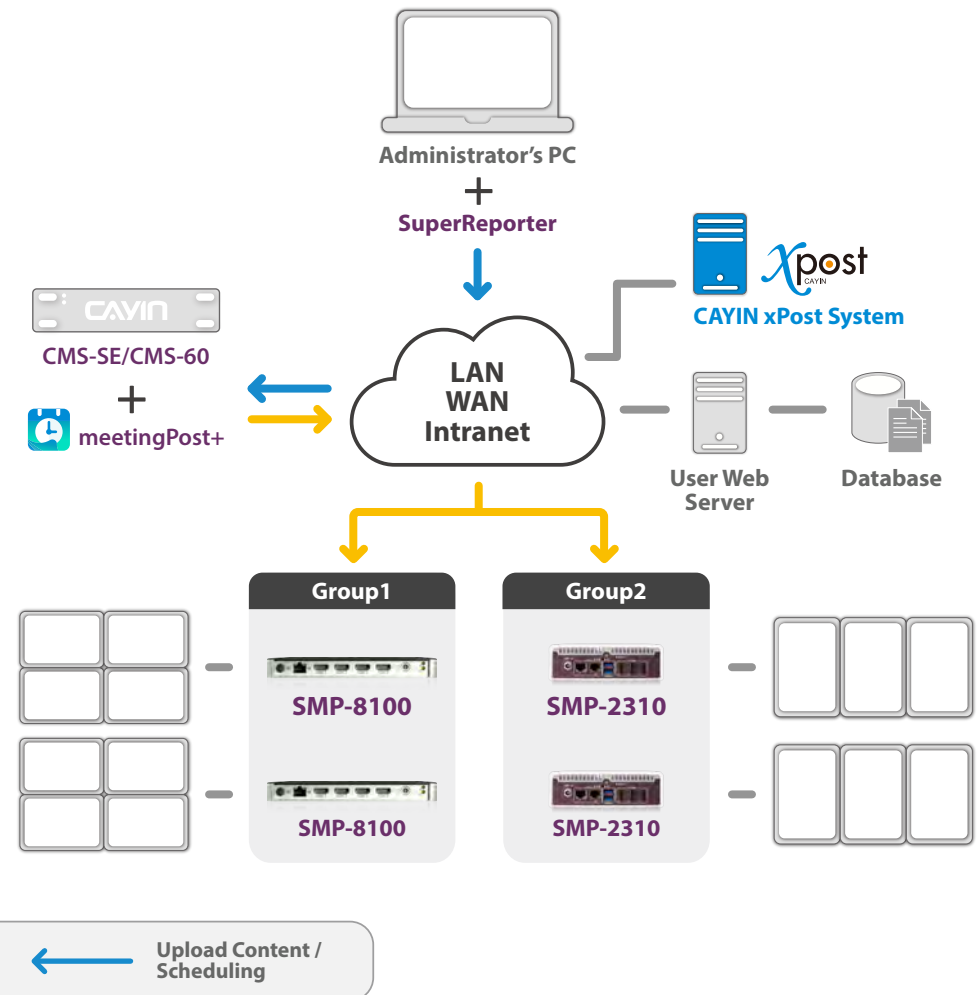 Administrator's PC
+
SuperReporter
Xpost
CAYIN
CAYIN xPost System
CAYIN
CMS-SE/CMS-60
+
meetingPost+
LAN
WAN
Intranet
User Web
Server
Database
Group1
Group2
SMP-8100
SMP-2310
SMP-8100
SMP-2310
Upload Content /
Scheduling